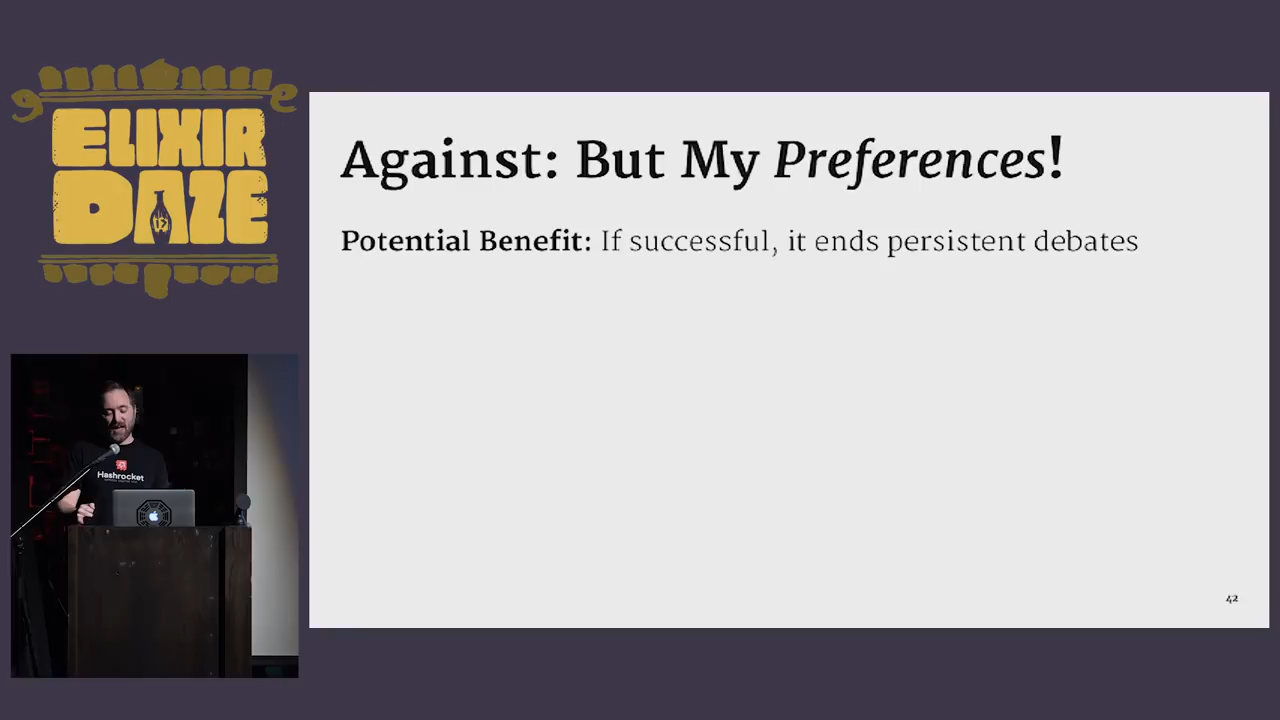 ELIXIR
DAZE
Against: But My Preferences!
Potential Benefit: If successful, it ends persistent debates
Hashrocket
42